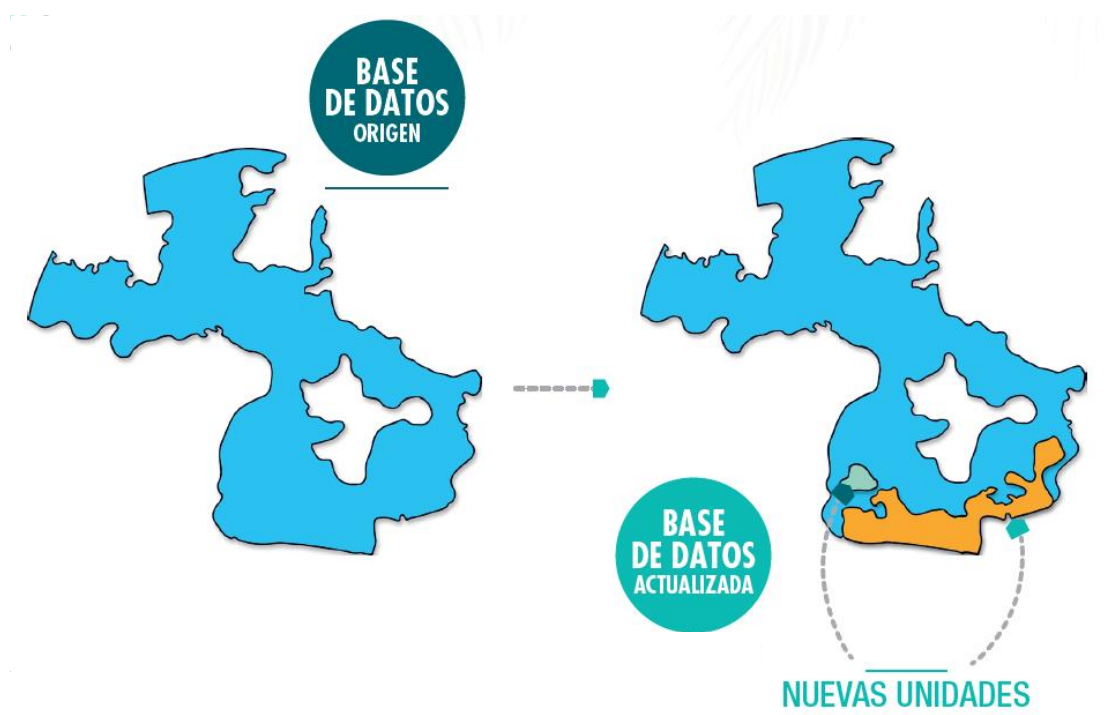 BASE
DE DATOS
ORIGEN
BASE
DE DATOS
ACTUALIZADA
NUEVAS UNIDADES